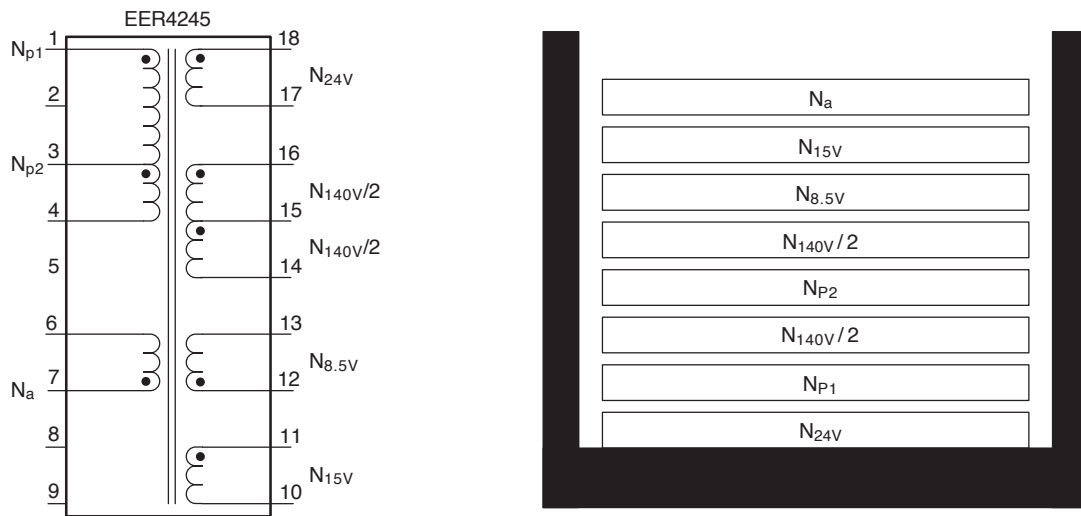 EER4245
Np1
1
2
Np2
3
4
5
6
Na
7
8
9
18
N24V
17
16
N140V/2
15
N140V/2
14
13
N8.5V
12
11
N15V
10
Na
N15V
N8.5V
N140V/2
NP2
N140V/2
NP1
N24V